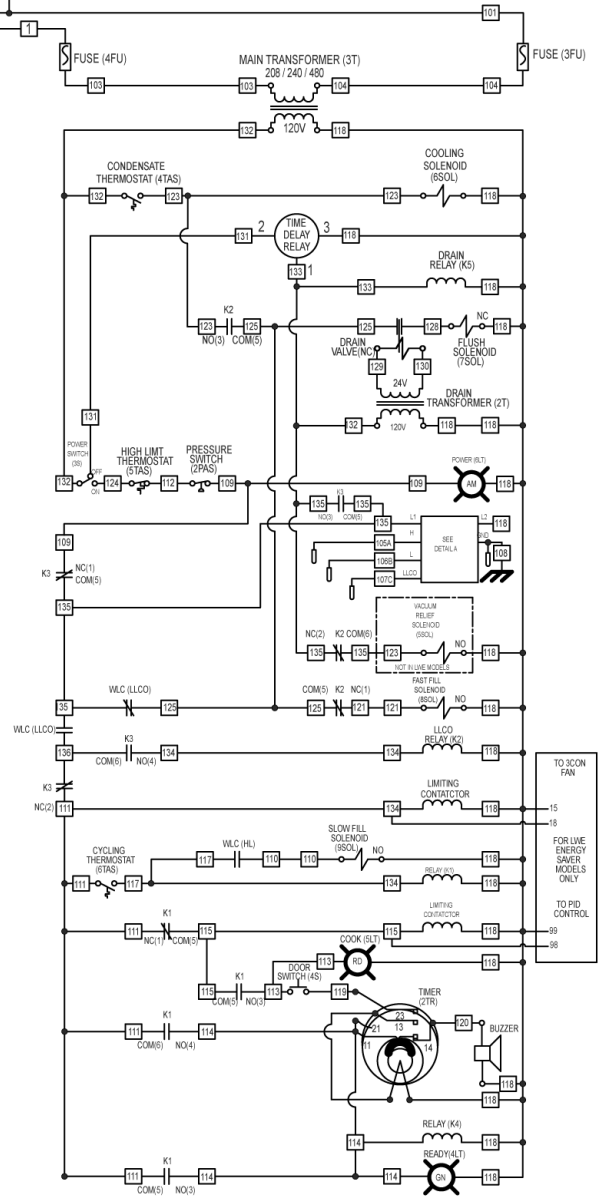 101
1
FUSE (4FU)
FUSE (3FU)
MAIN TRANSFORMER (3T)
208 / 240 / 480
103
103
104
104
132
120V
118
CONDENSATE
THERMOSTAT (4TAS)
COOLING
SOLENOID
(6SOL)
132
123
123
118
131
2
TIME
DELAY
RELAY
3
118
133
1
DRAIN
RELAY (K5)
133
118
K2
123
125
NO(3)
COM(5)
125
128
NC
118
DRAIN
VALVE(NC)
FLUSH
SOLENOID
(7SOL)
129
130
24V
DRAIN
TRANSFORMER (2T)
132
120V
118
118
131
POWER
SWITCH
(3S)
OFF
ON
HIGH LIMT
THERMOSTAT
(5TAS)
PRESSURE
SWITCH
(2PAS)
132
124
112
109
109
POWER (6LT)
AM
118
K3
135
135
NO(3)
COM(5)
135
L1
L2
118
109
H
105A
SEE
DETAIL A
GND
108
K3
NC(1)
COM(5)
L
106B
LLCO
107C
135
VACUUM
RELIEF
SOLENOID
(5SOL)
NC(2)
K2 COM(6)
NO
135
135
123
118
NOT IN LWE MODELS
WLC (LLCO)
COM(5)
K2
NC(1)
FAST FILL
SOLENOID
(8SOL)
NO
135
125
125
121
121
118
WLC (LLCO)
136
K3
COM(6)
NO(4)
134
134
LLCO
RELAY (K2)
118
TO 3CON
FAN
K3
NC(2)
111
LIMITING
CONTATCTOR
134
118
15
18
FOR LWE
ENERGY
SAVER
MODELS
ONLY
TO PID
CONTROL
SLOW FILL
SOLENOID
(9SOL)
WLC (HL)
NO
117
110
110
118
CYCLING
THERMOSTAT
(6TAS)
111
117
RELAY (K1)
134
118
K1
111
NC(1)
COM(5)
115
LIMITING
CONTATCTOR
115
118
99
98
COOK (5LT)
113
RD
118
K1
115
COM(5)
NO(3)
113
DOOR
SWITCH (4S)
119
TIMER
(2TR)
23
13
21
11
14
120
BUZZER
118
K1
111
114
COM(6)
NO(4)
118
RELAY (K4)
114
118
READY(4LT)
K1
111
114
COM(5)
NO(3)
114
GN
118